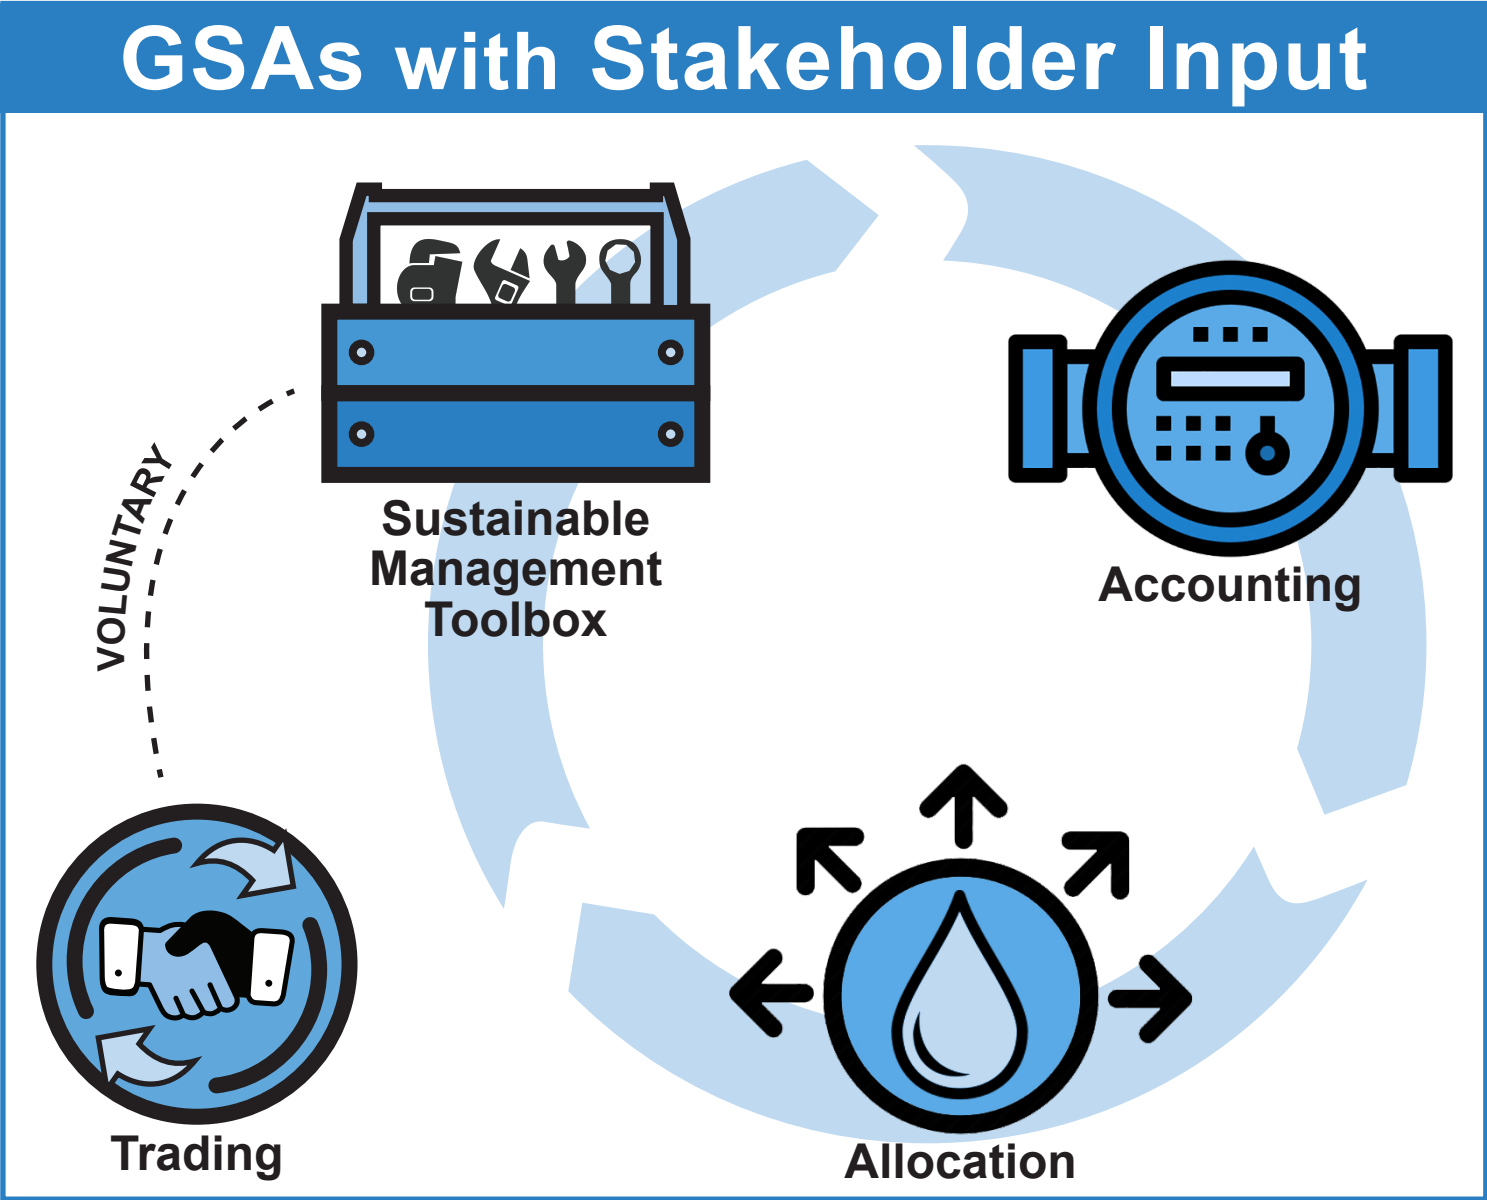 GSAs with Stakeholder Input
Sustainable
Management
Toolbox
Accounting
VOLUNTARY
Trading
Allocation